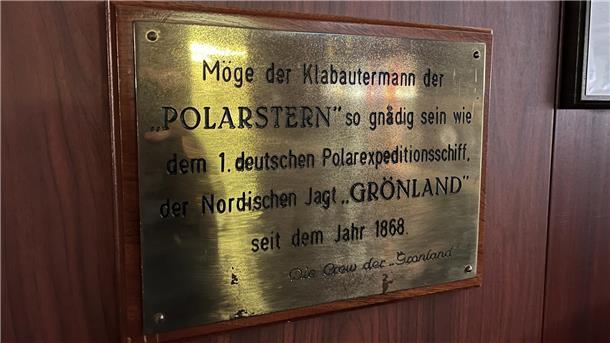 Möge der Klabautermann der
„POLARSTERN" so gnädig sein wie
dem 1. deutschen Polarexpeditionsschiff,
der Nordischen Jagt „GRÖNLAND"
seit dem Jahr 1868.
Die Crew der „Grönland"